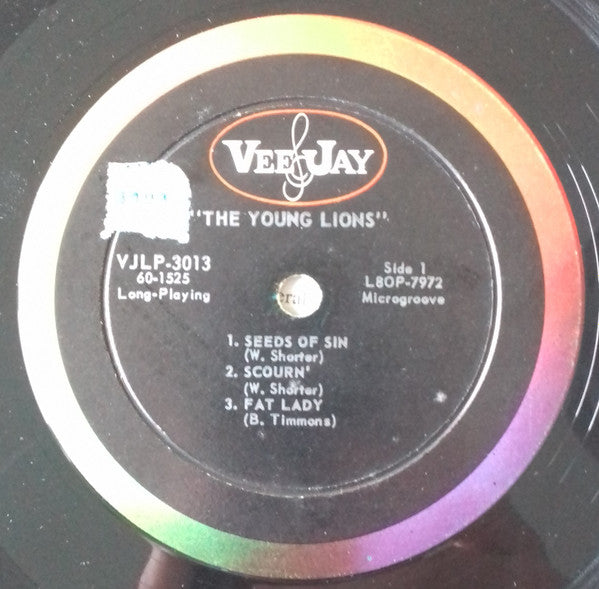 VEE JAY
"THE YOUNG LIONS"
VJLP-3013
60-1525
Long-Playing
Side 1
L8OP-7972
Microgroove
1. SEEDS OF SIN
(W. Shorter)
2. SCOURN'
(W. Shorter)
3. FAT LADY
(B. Timmons)